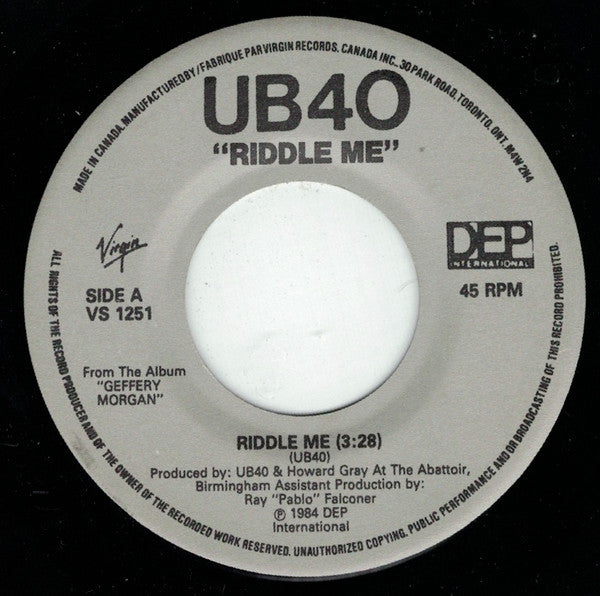 MADE IN CANADA. MANUFACTURED BY/FABRIQUE PAR VIRGIN RECORDS. CANADA INC., 30 PARK ROAD, TORONTO, ONT. M4W 2N4
UB40
"RIDDLE ME"
Virgin
DEP
INTERNATIONAL
SIDE A
VS 1251
45 RPM
From The Album
"GEFFERY
MORGAN"
RIDDLE ME (3:28)
(UB40)
Produced by: UB40 & Howard Gray At The Abattoir,
Birmingham Assistant Production by:
Ray "Pablo" Falconer
℗ 1984 DEP
International
ALL RIGHTS OF THE RECORD PRODUCER AND OF THE OWNER OF THE RECORDED WORK RESERVED. UNAUTHORIZED COPYING, PUBLIC PERFORMANCE AND/OR BROADCASTING OF THIS RECORD PROHIBITED.